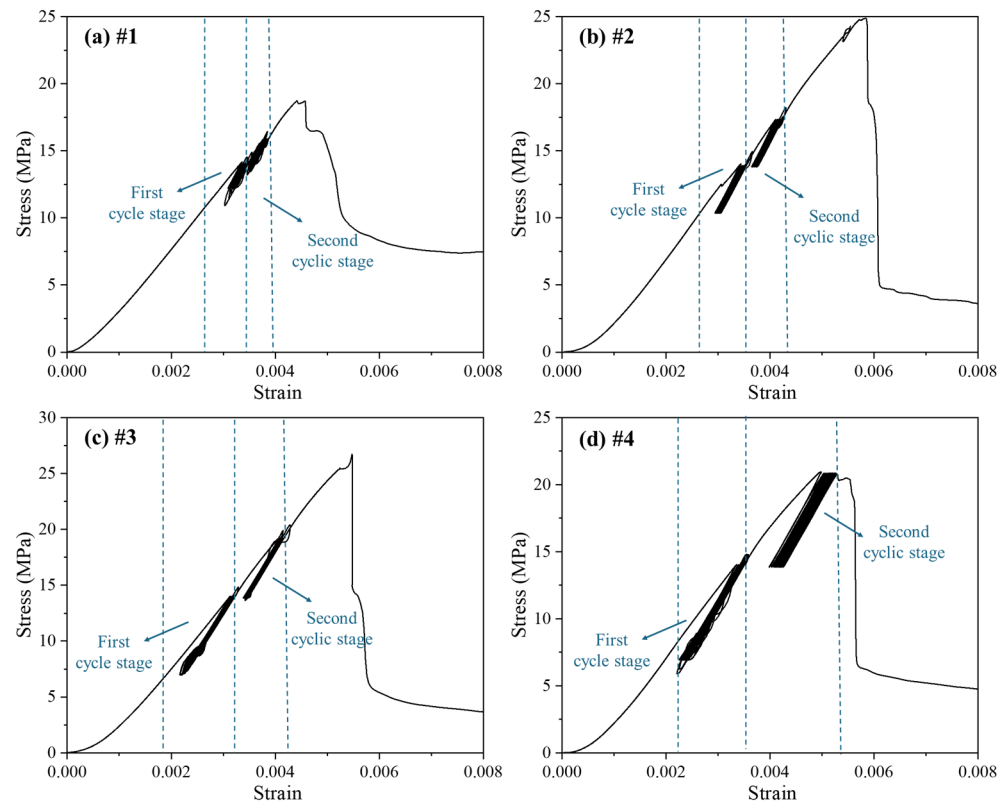 (a) #1
25
20
15
10
5
0
Stress (MPa)
First
cycle stage
Second
cyclic stage
0.000
0.002
0.004
0.006
0.008
Strain
(b) #2
25
20
15
10
5
0
Stress (MPa)
First
cycle stage
Second
cyclic stage
0.000
0.002
0.004
0.006
0.008
Strain
(c) #3
30
25
20
15
10
5
0
Stress (MPa)
First
cycle stage
Second
cyclic stage
0.000
0.002
0.004
0.006
0.008
Strain
(d) #4
25
20
15
10
5
0
Stress (MPa)
First
cycle stage
Second
cyclic stage
0.000
0.002
0.004
0.006
0.008
Strain